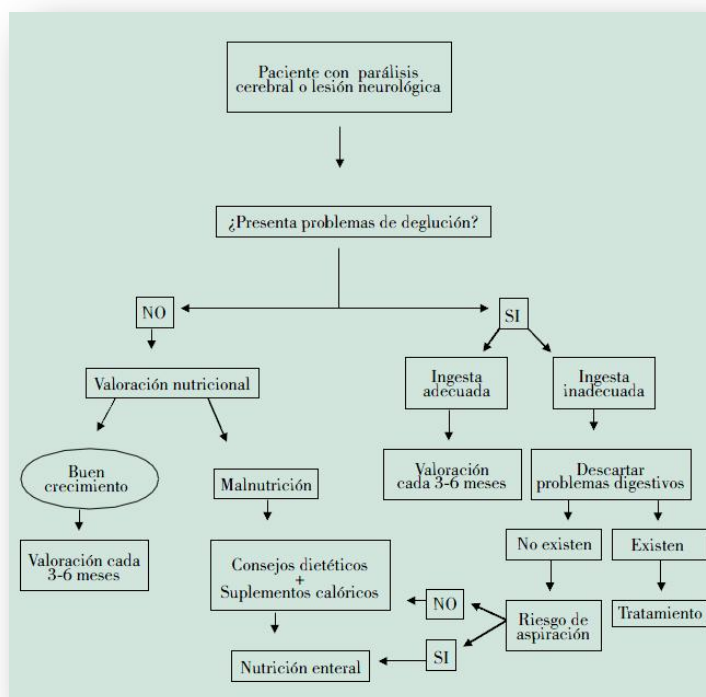 Paciente con parálisis
cerebral o lesión neurológica
¿Presenta problemas de deglución?
NO
SI
Valoración nutricional
Ingesta
adecuada
Ingesta
inadecuada
Buen
crecimiento
Malnutrición
Valoración
cada 3-6 meses
Descartar
problemas digestivos
Valoración cada
3-6 meses
Consejos dietéticos
+
Suplementos calóricos
No existen
Existen
NO
Riesgo de
aspiración
Tratamiento
SI
Nutrición enteral